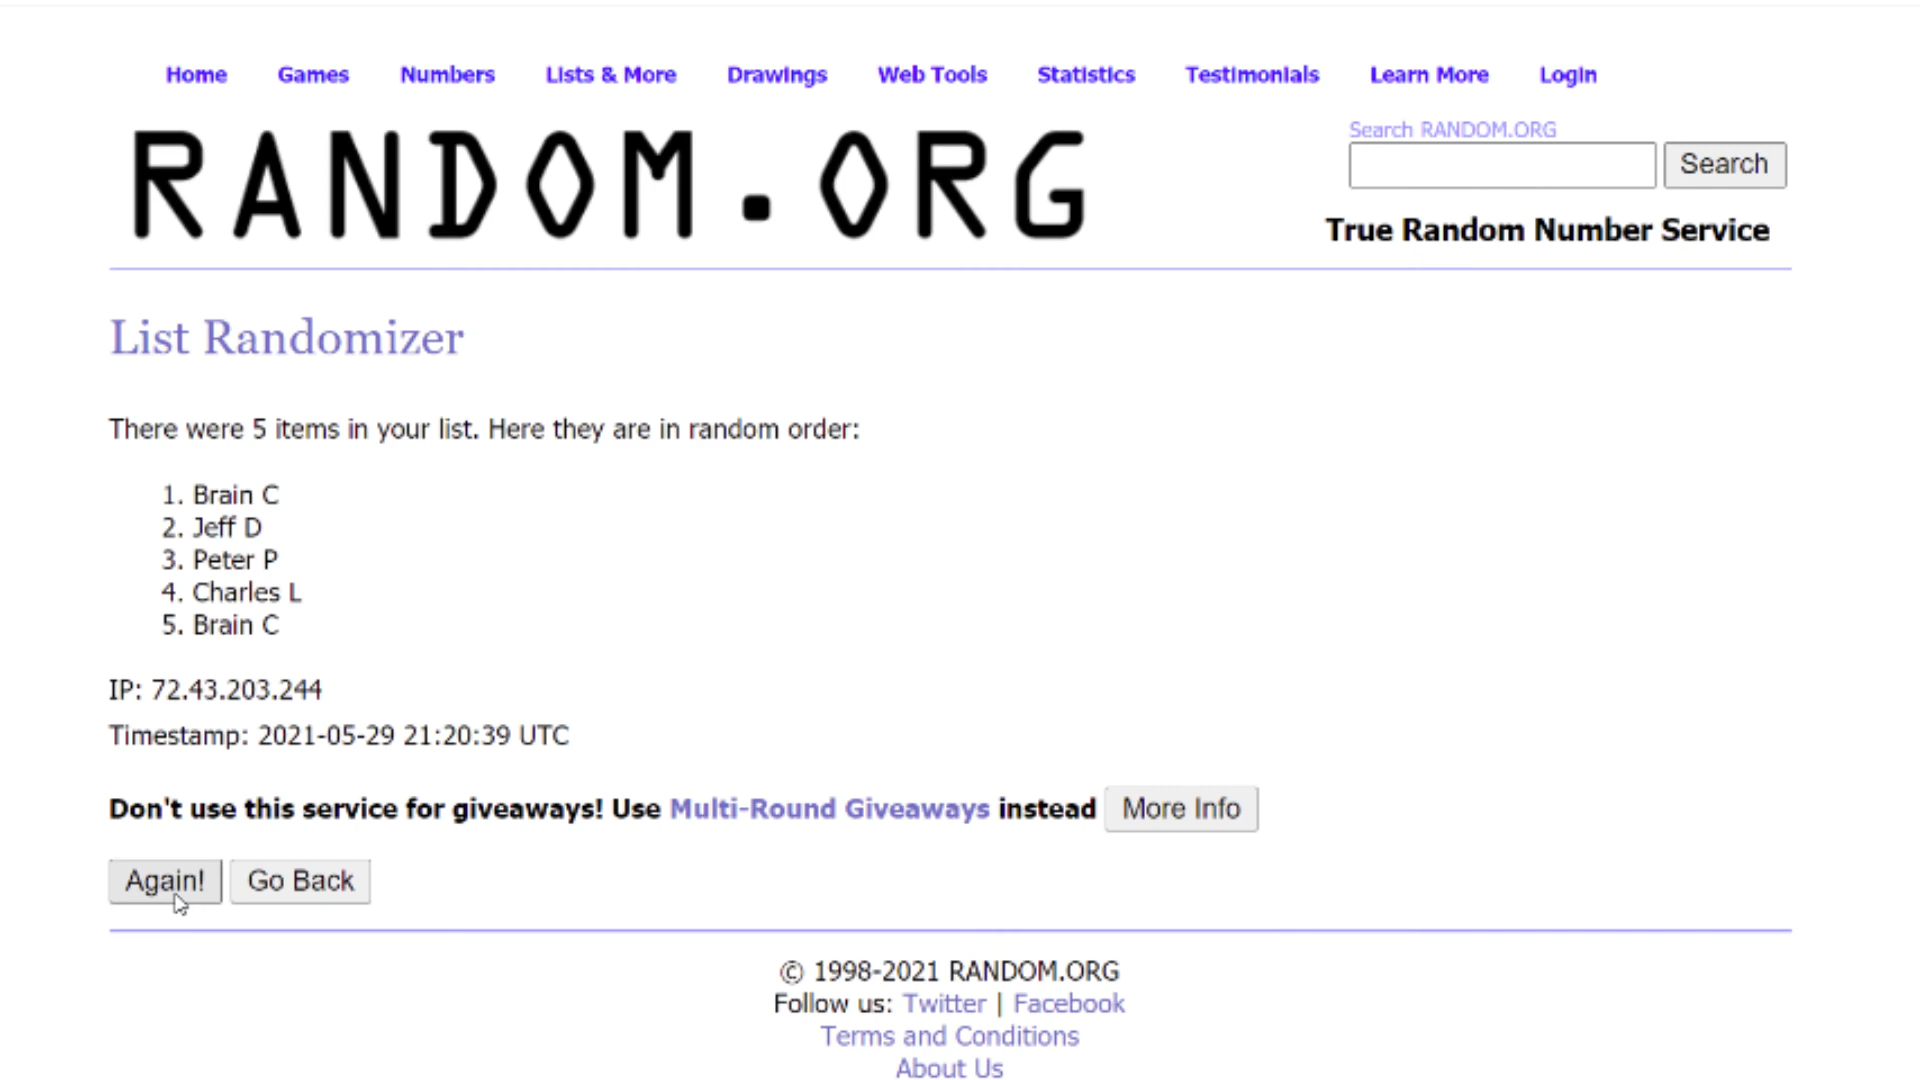 Home Games Numbers Lists & More Drawings Web Tools Statistics Testimonials Learn More Login
RANDOM.ORG
Search RANDOM.ORG
Search
True Random Number Service
List Randomizer
There were 5 items in your list. Here they are in random order:
1. Brain C
2. Jeff D
3. Peter P
4. Charles L
5. Brain C
IP: 72.43.203.244
Timestamp: 2021-05-29 21:20:39 UTC
Don't use this service for giveaways! Use Multi-Round Giveaways instead More Info
Again! Go Back
© 1998-2021 RANDOM.ORG
Follow us: Twitter | Facebook
Terms and Conditions
About Us